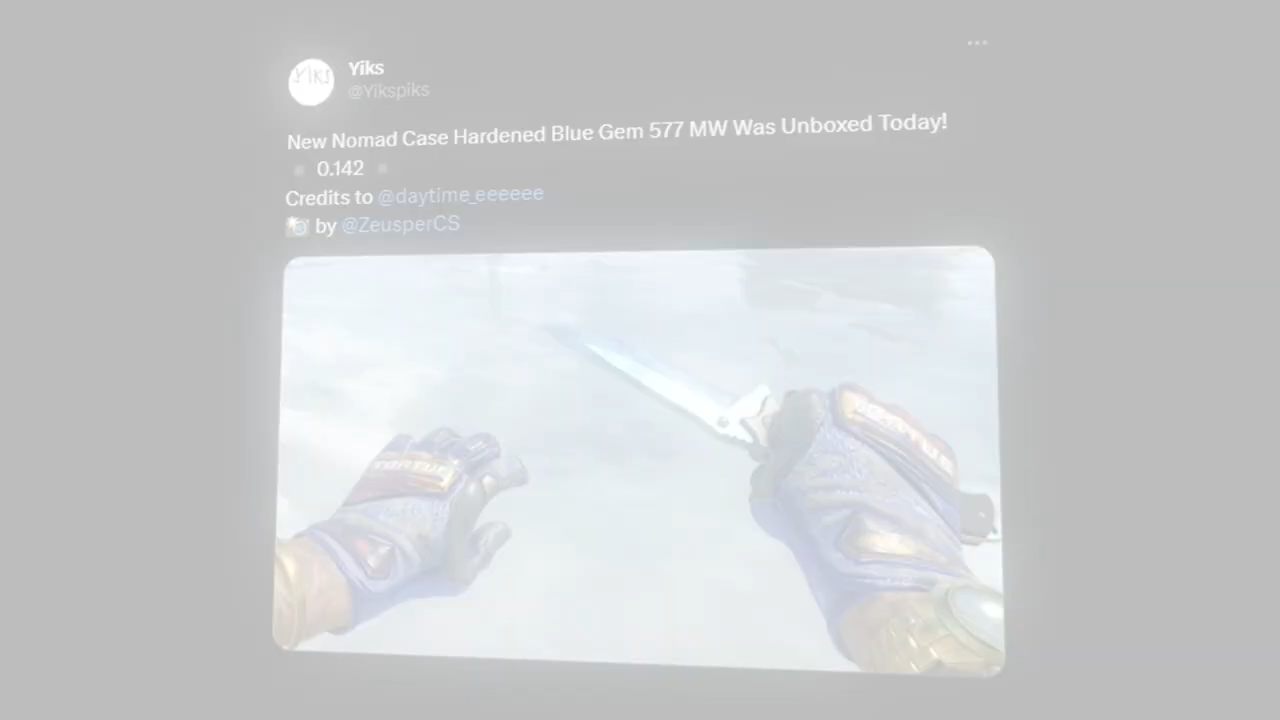 YiKS
Yiks
@Yikspiks
New Nomad Case Hardened Blue Gem 577 MW Was Unboxed Today!
0.142
Credits to @daytime_eeeeee
by @ZeusperCS